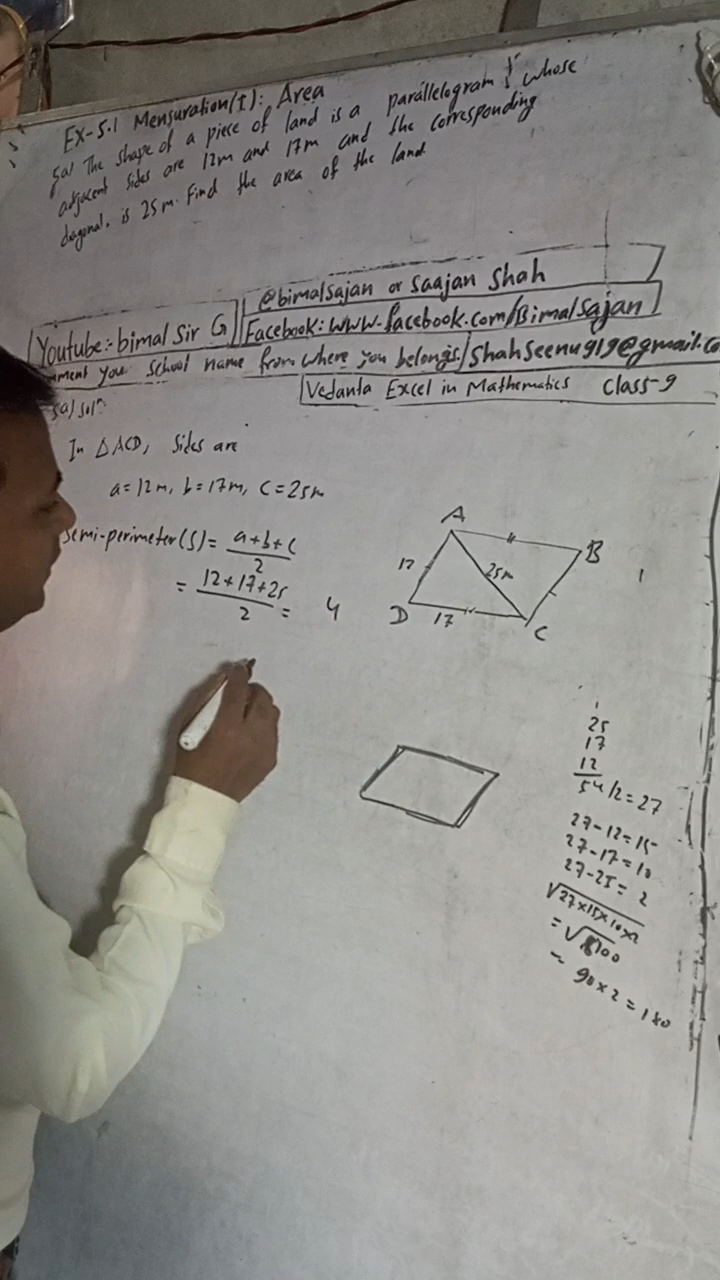 Ex-5.1 Mensuration(I): Area
5a) The shape of a piece of land is a parallelogram whose
adjacent sides are 12m and 17m and the corresponding
diagonal. is 25m. Find the area of the land
@bimalsajan or Saajan Shah
Youtube:- bimal Sir G
Facebook: www.facebook.com/Bimalsajan
mment you school name from where you belongs/Shahseenu919@gmail.co
Vedanta Excel in Mathematics Class-9
5a) Solⁿ:
In △ACD, Sides are
a=12m, b=17m, c=25m
Semi-perimeter(S)= a+b+c
2
= 12+17+25
2 = 4
A
B
25m
D
17
C
25
17
12
54/2=27
27-12=15
27-17=10
27-25=2
√27×15×10×2
90×2=180